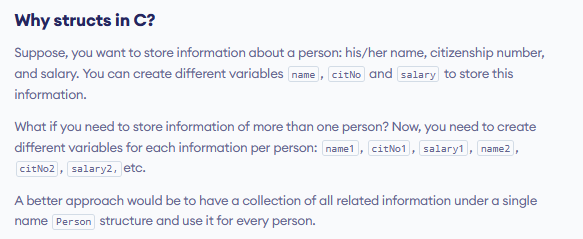 Why structs in C?
Suppose, you want to store information about a person: his/her name, citizenship number,
and salary. You can create different variables name , citNo and salary to store this
information.
What if you need to store information of more than one person? Now, you need to create
different variables for each information per person: name1 , citNo1 , salary1 , name2 ,
citNo2 , salary2, etc.
A better approach would be to have a collection of all related information under a single
name Person structure and use it for every person.